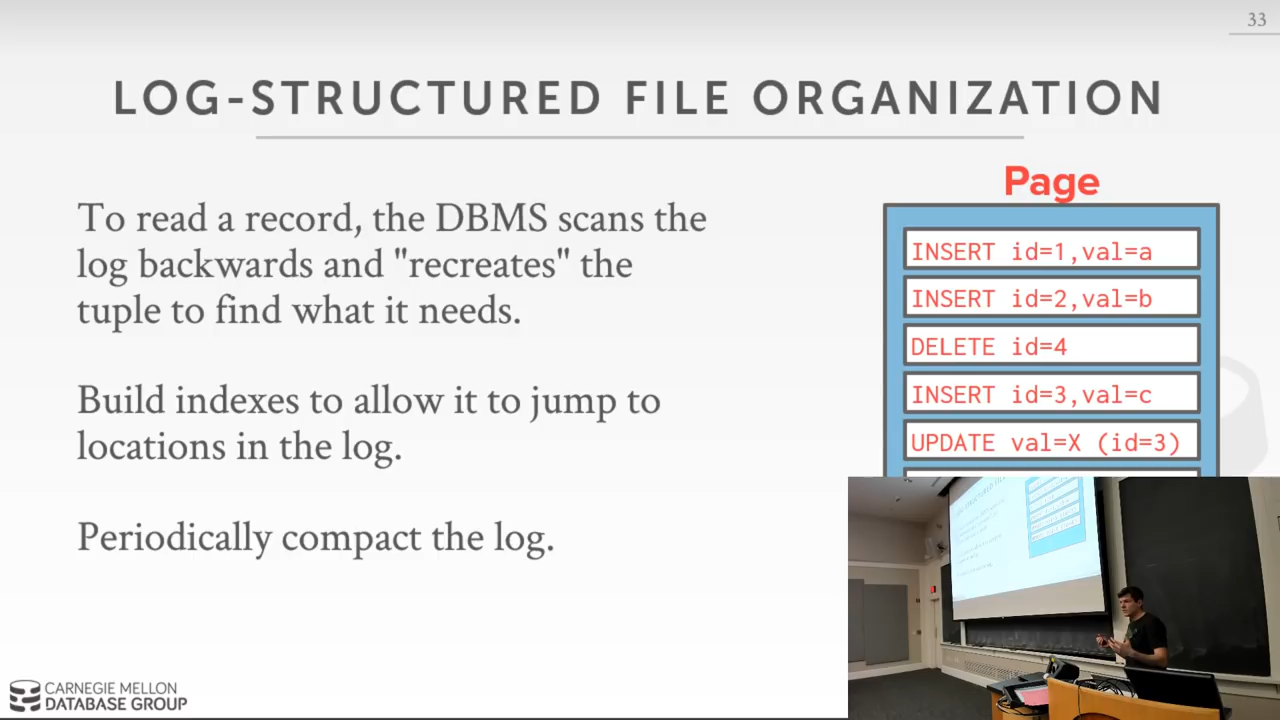 33
LOG-STRUCTURED FILE ORGANIZATION
To read a record, the DBMS scans the
log backwards and "recreates" the
tuple to find what it needs.
Build indexes to allow it to jump to
locations in the log.
Periodically compact the log.
Page
INSERT id=1,val=a
INSERT id=2,val=b
DELETE id=4
INSERT id=3,val=c
UPDATE val=X (id=3)
CARNEGIE MELLON
DATABASE GROUP